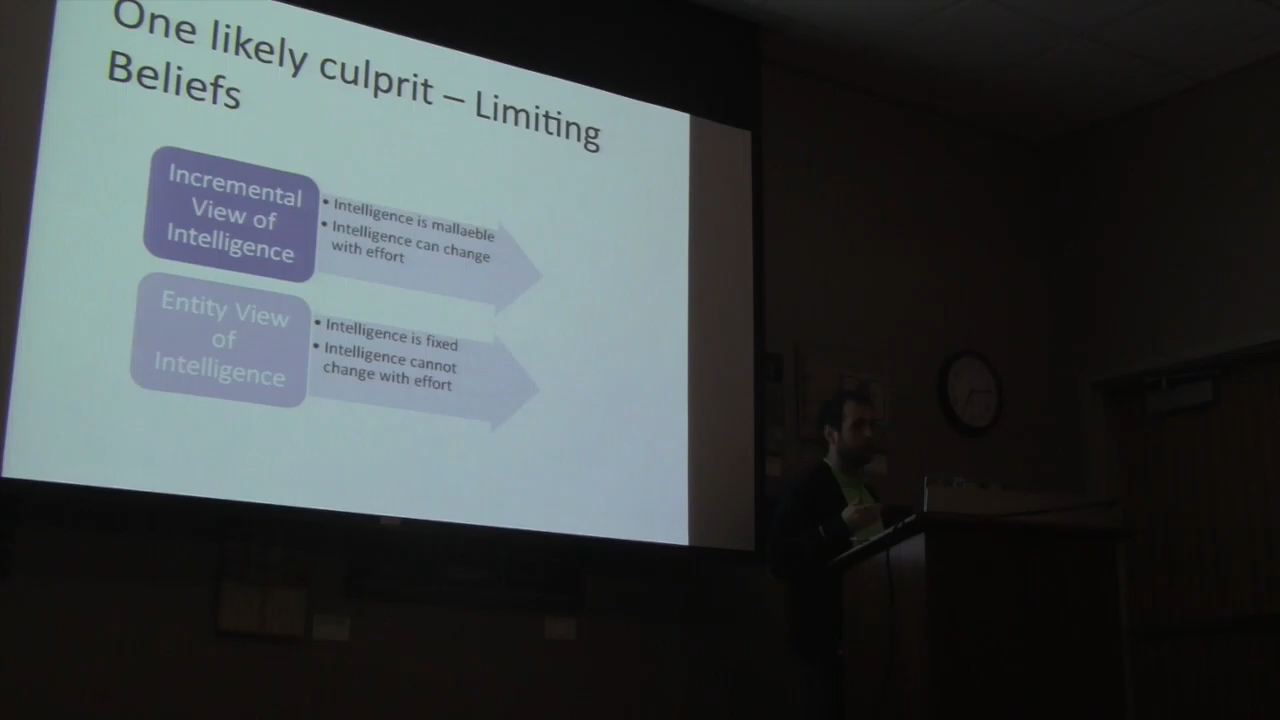 One likely culprit – Limiting
Beliefs
Incremental
View of
Intelligence
• Intelligence is mallaeble
• Intelligence can change
with effort
Entity View
of
Intelligence
• Intelligence is fixed
• Intelligence cannot
change with effort